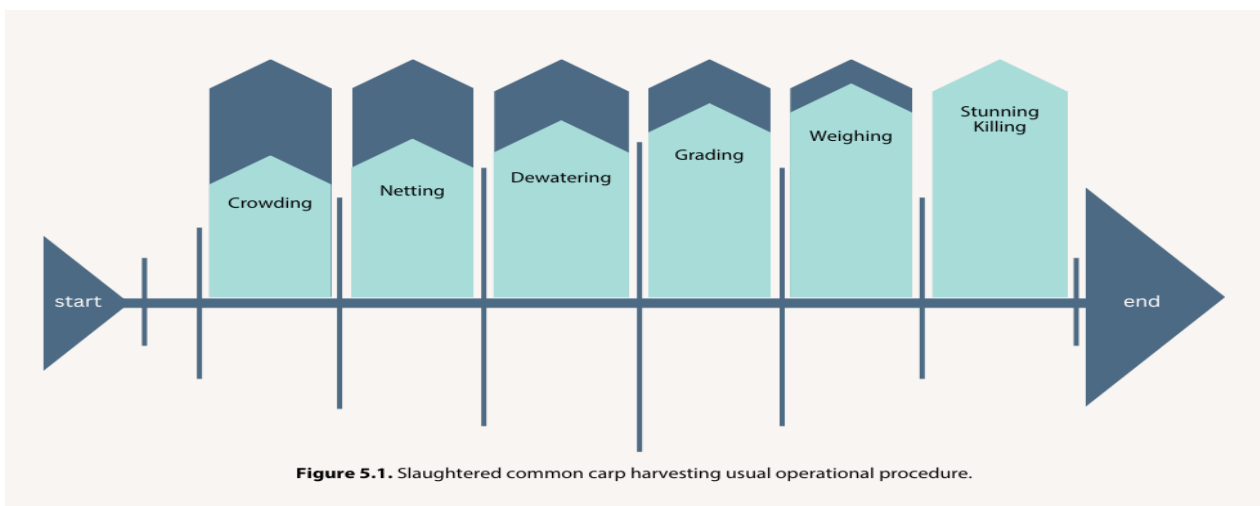 start
Crowding
Netting
Dewatering
Grading
Weighing
Stunning
Killing
end
Figure 5.1. Slaughtered common carp harvesting usual operational procedure.